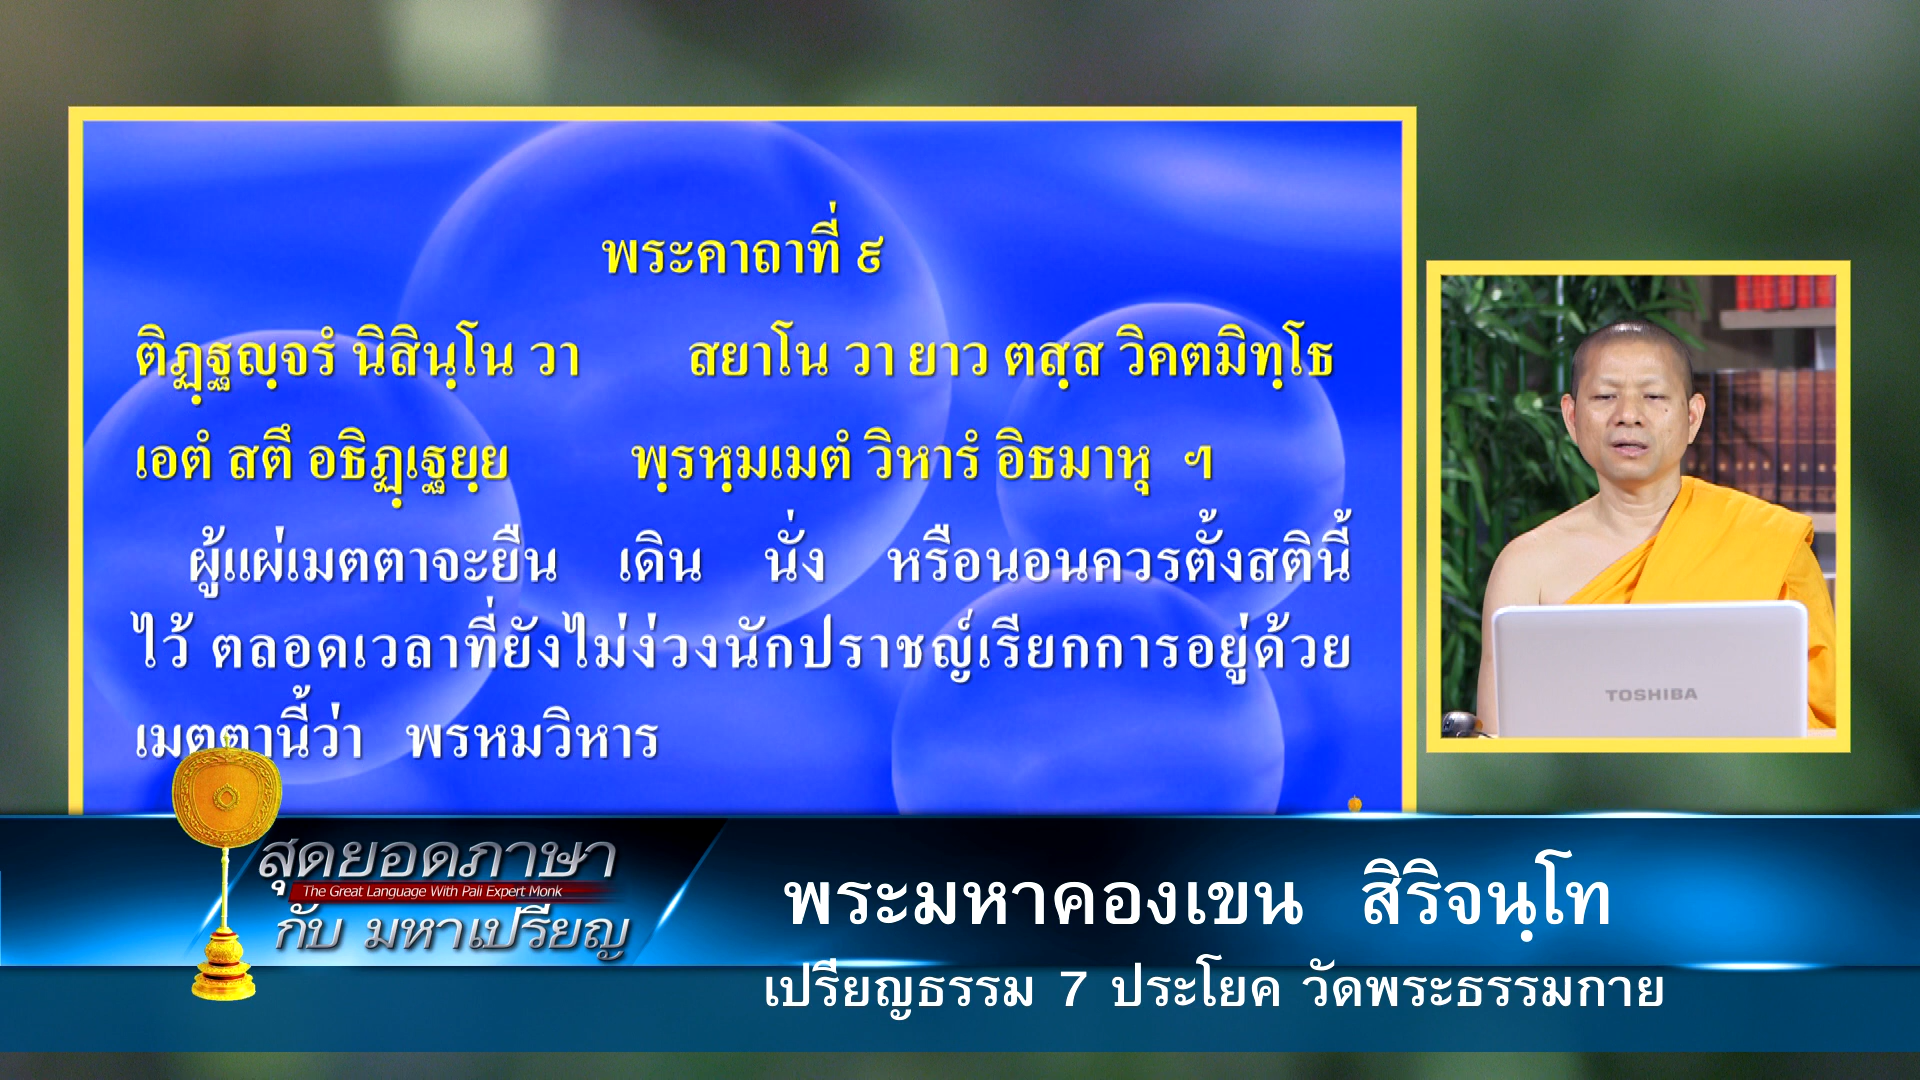 พระคาถาที่ ๙
ติฏฺฐญฺจรํ นิสินฺโน วา สยาโน วา ยาว ตสฺส วิคตมิทฺโธ
เอตํ สตึ อธิฏฺเฐยฺย พฺรหฺมเมตํ วิหารํ อิธมาหุ ฯ
ผู้แผ่เมตตาจะยืน เดิน นั่ง หรือนอนควรตั้งสตินี้
ไว้ ตลอดเวลาที่ยังไม่ง่วงนักปราชญ์เรียกการอยู่ด้วย
เมตตานี้ว่า พรหมวิหาร
TOSHIBA
สุดยอดภาษา
The Great Language With Pali Expert Monk
กับ มหาเปรียญ
พระมหาคองเขน สิริจนฺโท
เปรียญธรรม 7 ประโยค วัดพระธรรมกาย